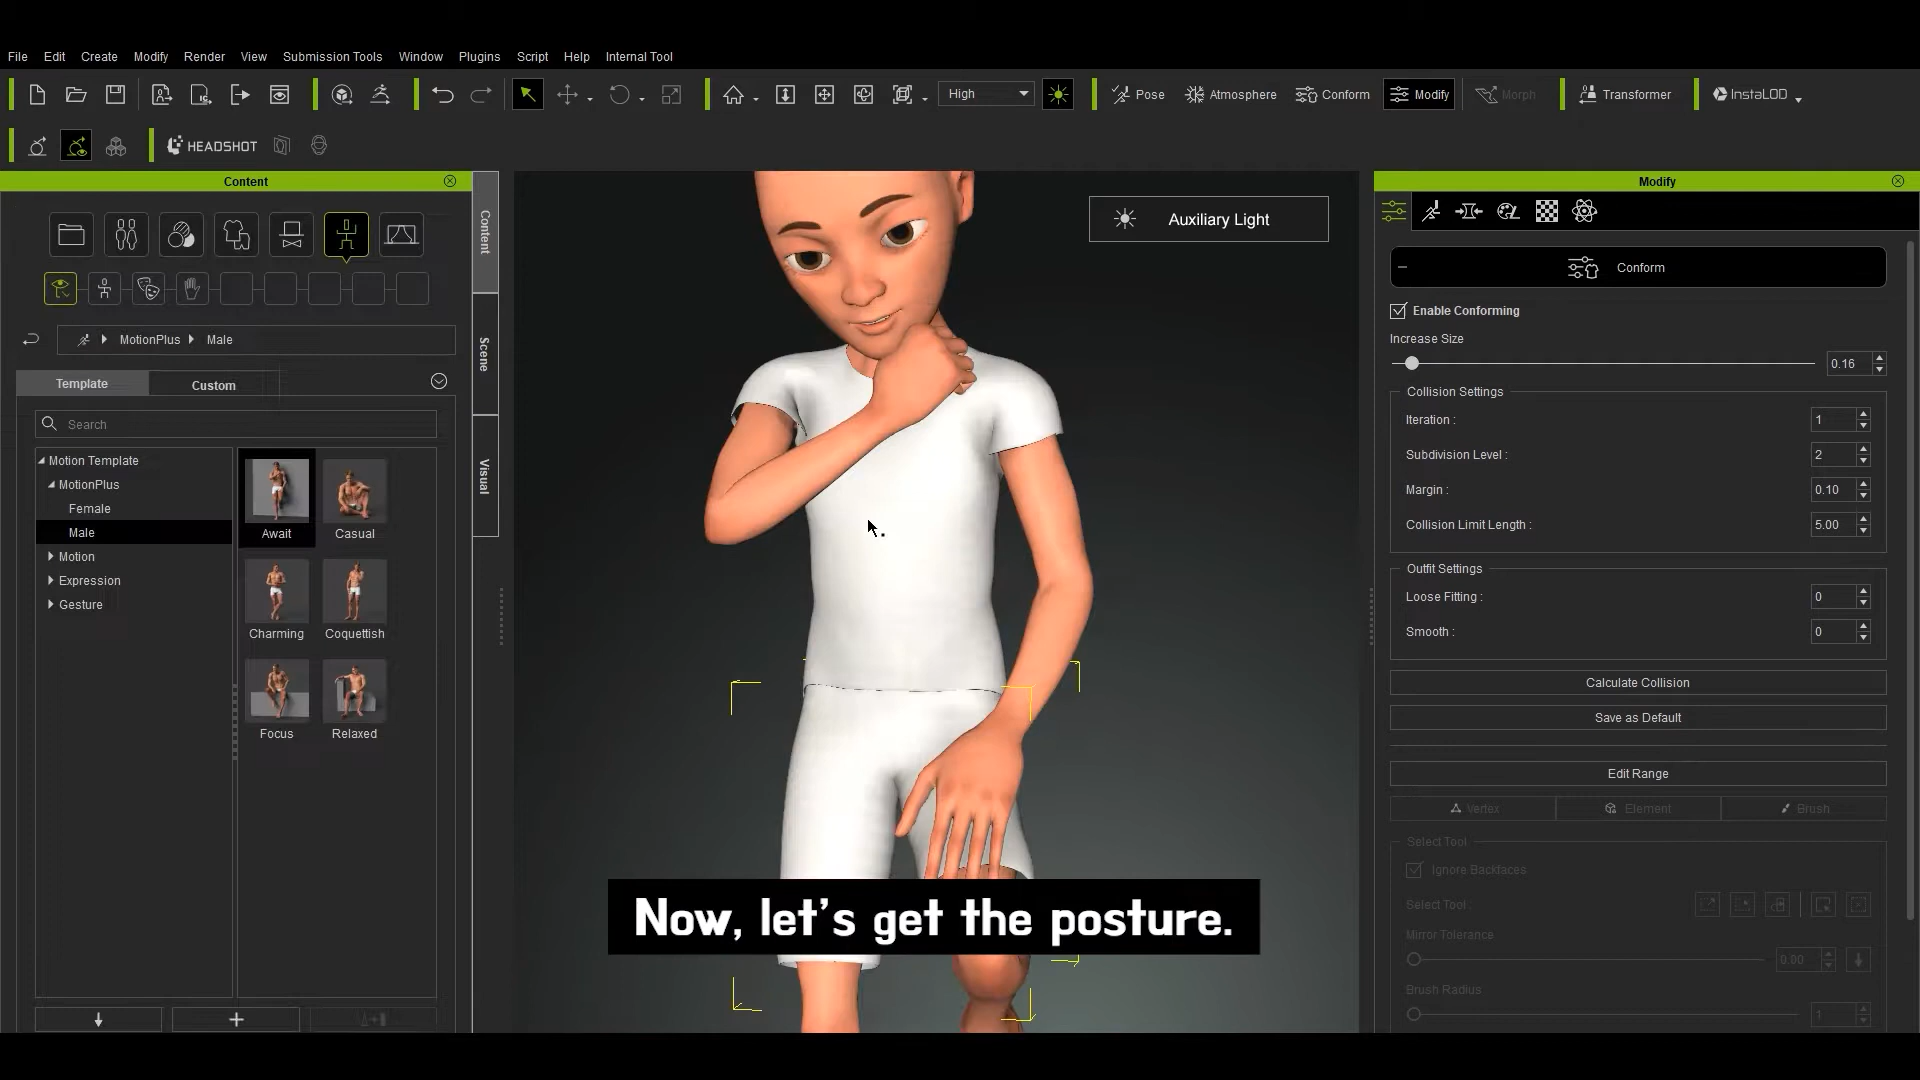 File Edit Create Modify Render View Submission Tools Window Plugins Script Help Internal Tool
High Pose Atmosphere Conform Modify Morph Transformer InstaLOD
HEADSHOT
Content
Content
Scene
Visual
MotionPlus Male
Template Custom
Search
Motion Template
MotionPlus
Female
Male
Motion
Expression
Gesture
Await Casual
Charming Coquettish
Focus Relaxed
Auxiliary Light
Now, let's get the posture.
Modify
Conform
Enable Conforming
Increase Size
0.16
Collision Settings
Iteration : 1
Subdivision Level : 2
Margin : 0.10
Collision Limit Length : 5.00
Outfit Settings
Loose Fitting : 0
Smooth : 0
Calculate Collision
Save as Default
Edit Range
Vertex Element Brush
Select Tool
Ignore Backfaces
Select Tool :
Mirror Tolerance
0.00
Brush Radius
1